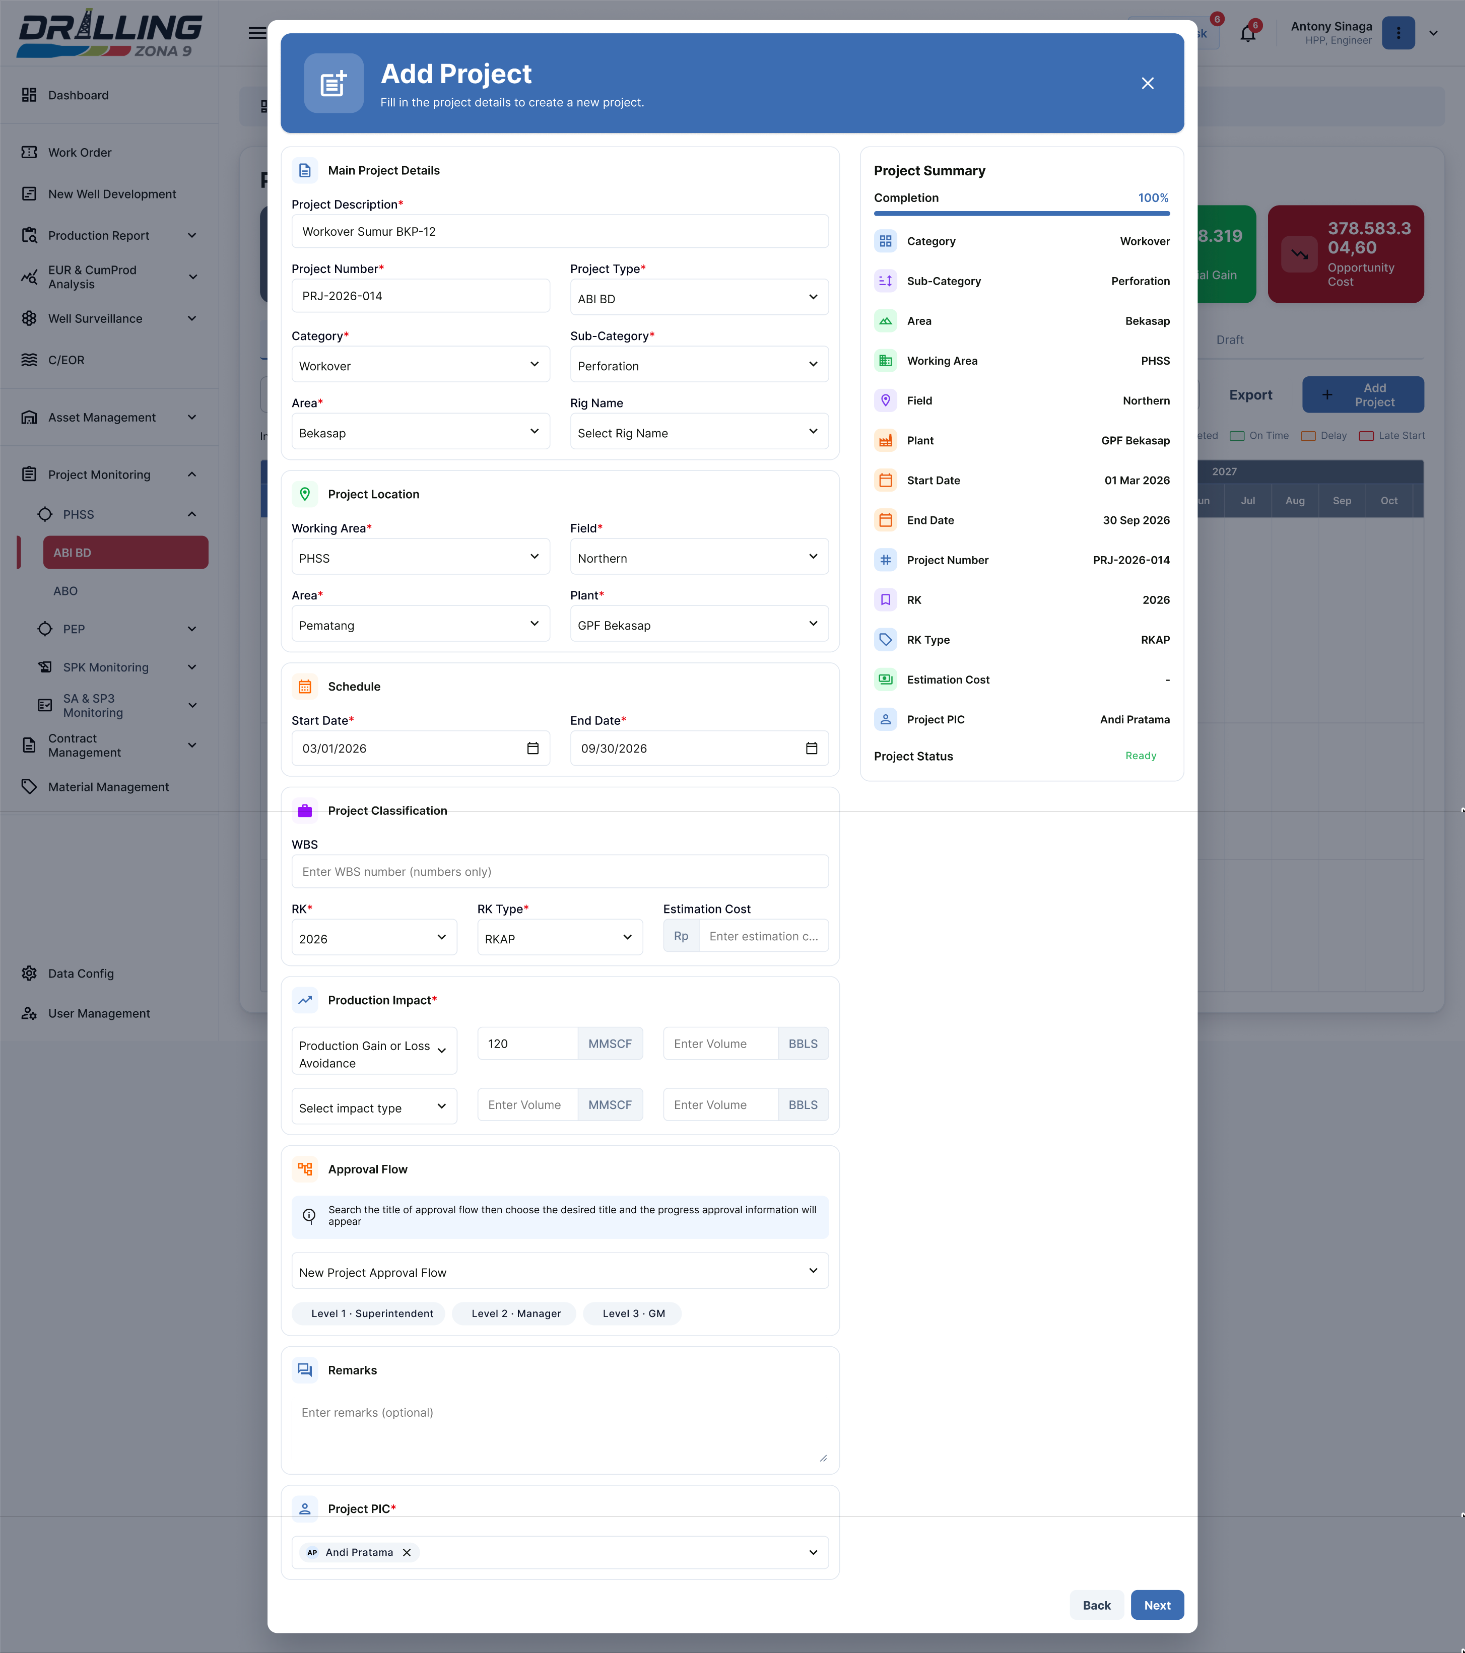 DRILLING
ZONA 9
6
6
Antony Sinaga
HPP, Engineer
Dashboard
Work Order
New Well Development
Production Report
EUR & CumProd
Analysis
Well Surveillance
C/EOR
Asset Management
Project Monitoring
PHSS
ABI BD
ABO
PEP
SPK Monitoring
SA & SP3
Monitoring
Contract
Management
Material Management
Data Config
User Management
Add Project
Fill in the project details to create a new project.
Main Project Details
Project Description*
Workover Sumur BKP-12
Project Number*
Project Type*
PRJ-2026-014
ABI BD
Category*
Sub-Category*
Workover
Perforation
Area*
Rig Name
Bekasap
Select Rig Name
Project Location
Working Area*
Field*
PHSS
Northern
Area*
Plant*
Pematang
GPF Bekasap
Schedule
Start Date*
End Date*
03/01/2026
09/30/2026
Project Classification
WBS
Enter WBS number (numbers only)
RK*
RK Type*
Estimation Cost
2026
RKAP
Rp
Enter estimation c...
Production Impact*
Production Gain or Loss
Avoidance
120
MMSCF
Enter Volume
BBLS
Select impact type
Enter Volume
MMSCF
Enter Volume
BBLS
Approval Flow
Search the title of approval flow then choose the desired title and the progress approval information will
appear
New Project Approval Flow
Level 1 · Superintendent
Level 2 · Manager
Level 3 · GM
Remarks
Enter remarks (optional)
Project PIC*
AP Andi Pratama
Back
Next
Project Summary
Completion
100%
Category
Workover
Sub-Category
Perforation
Area
Bekasap
Working Area
PHSS
Field
Northern
Plant
GPF Bekasap
Start Date
01 Mar 2026
End Date
30 Sep 2026
Project Number
PRJ-2026-014
RK
2026
RK Type
RKAP
Estimation Cost
-
Project PIC
Andi Pratama
Project Status
Ready
8.319
ial Gain
378.583.3
04,60
Opportunity
Cost
Draft
Export
Add
Project
eted
On Time
Delay
Late Start
2027
un
Jul
Aug
Sep
Oct